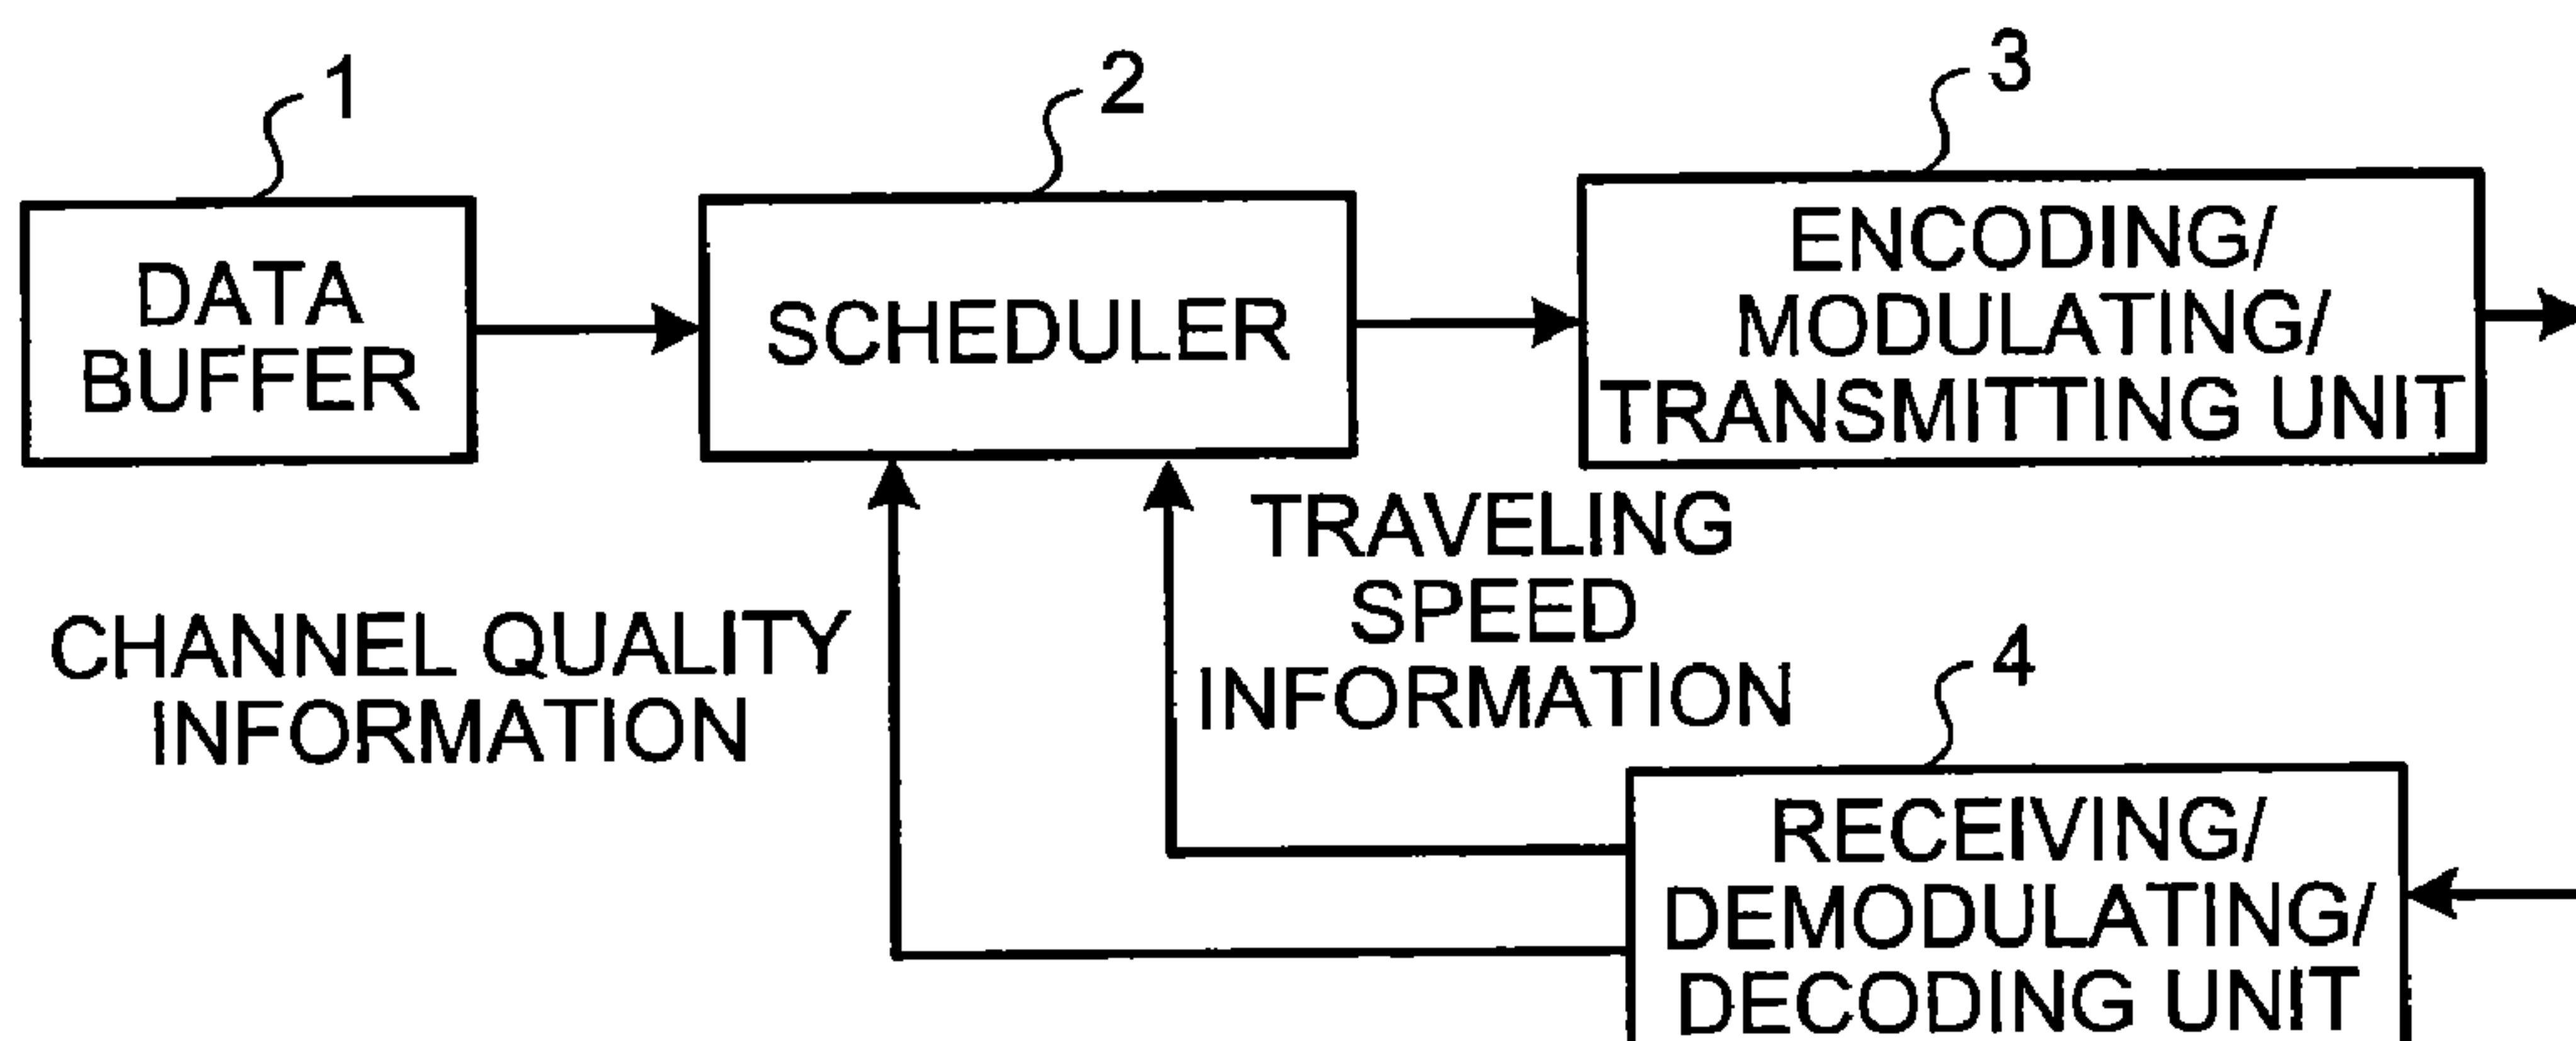 1
2
3
DATA
BUFFER
SCHEDULER
ENCODING/
MODULATING/
TRANSMITTING UNIT
CHANNEL QUALITY
INFORMATION
TRAVELING
SPEED
INFORMATION
4
RECEIVING/
DEMODULATING/
DECODING UNIT